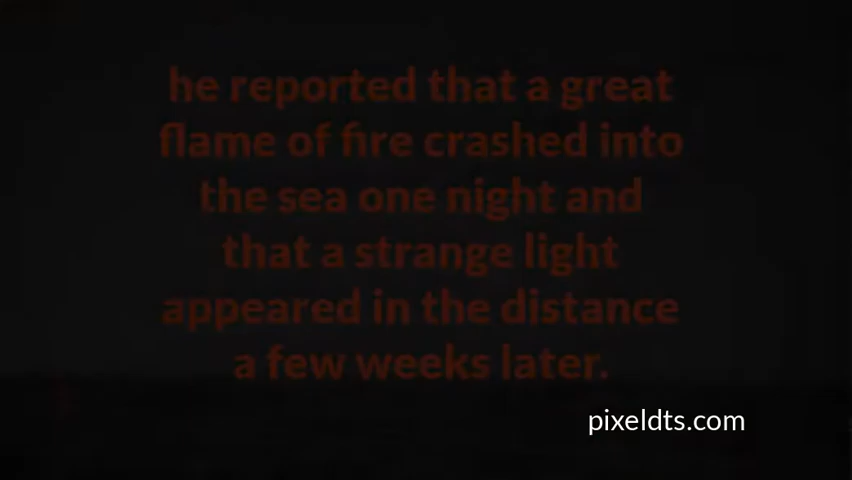 he reported that a great
flame of fire crashed into
the sea one night and
that a strange light
appeared in the distance
a few weeks later.
pixeldts.com